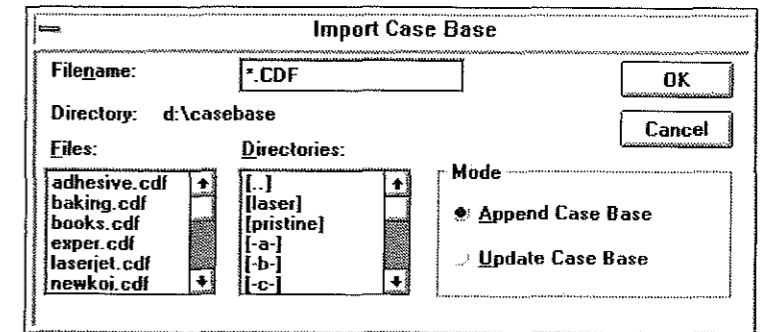 Import Case Base
Filename: *.CDF
OK
Directory: d:\casebase
Cancel
Files:
adhesive.cdf
baking.cdf
books.cdf
exper.cdf
laserjet.cdf
newkoi.cdf
Directories:
[..]
[laser]
[pristine]
[-a-]
[-b-]
[-c-]
Mode
Append Case Base
Update Case Base